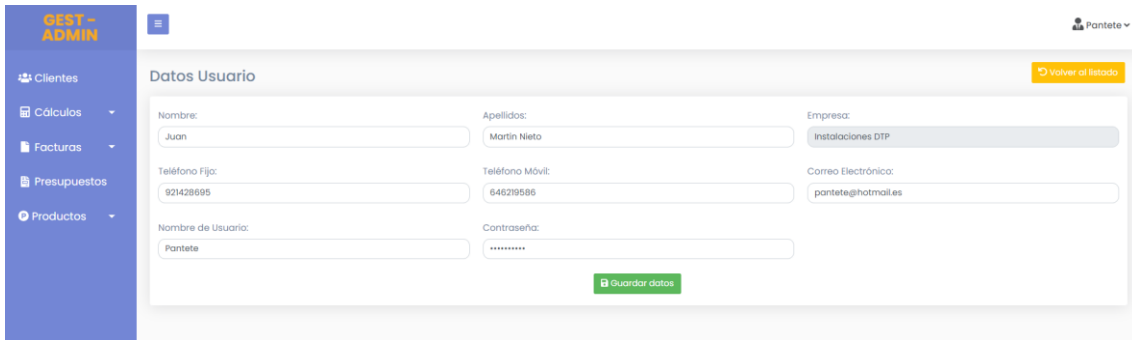 GEST -
ADMIN
Pantete
Clientes
Cálculos
Facturas
Presupuestos
Productos
Datos Usuario
Volver al listado
Nombre:
Juan
Apellidos:
Martin Nieto
Empresa:
Instalaciones DTP
Teléfono Fijo:
921428695
Teléfono Móvil:
646219586
Correo Electrónico:
pantete@hotmail.es
Nombre de Usuario:
Pantete
Contraseña:
••••••••••
Guardar datos